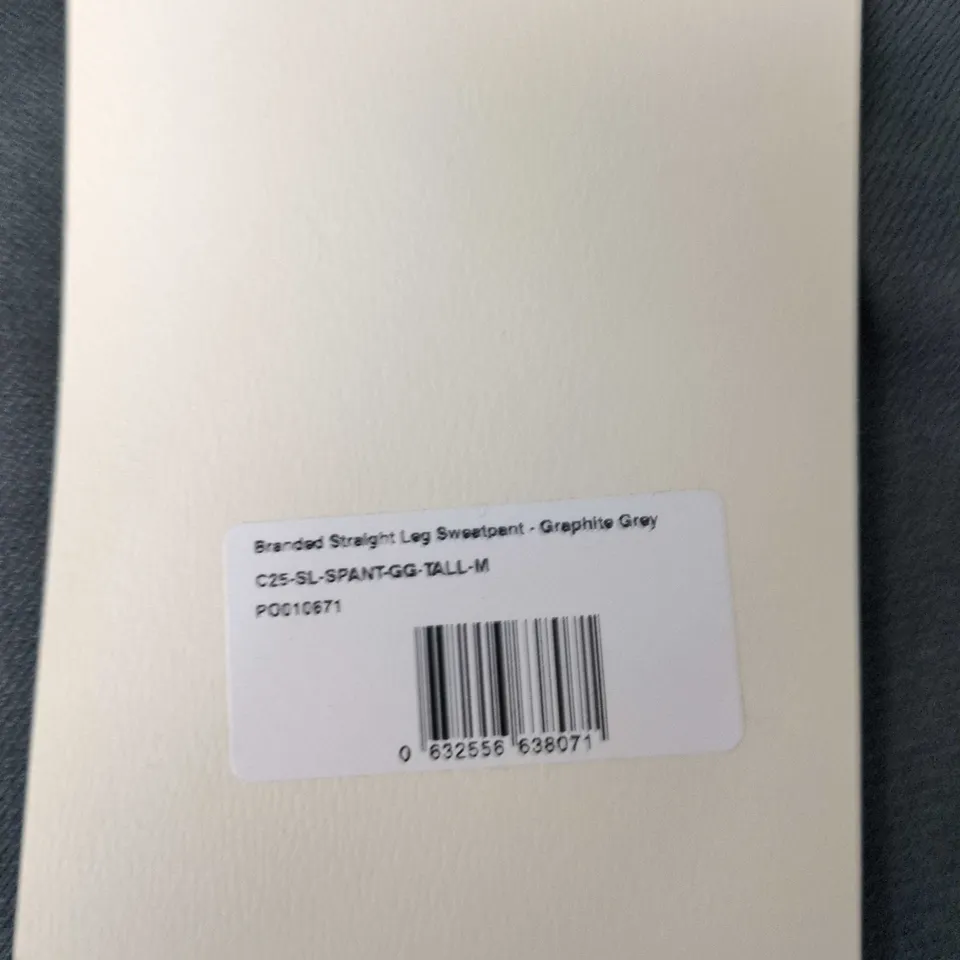 Branded Straight Leg Sweatpant - Graphite Grey
C25-SL-SPANT-GG-TALL-M
PO010671
0 632556 638071